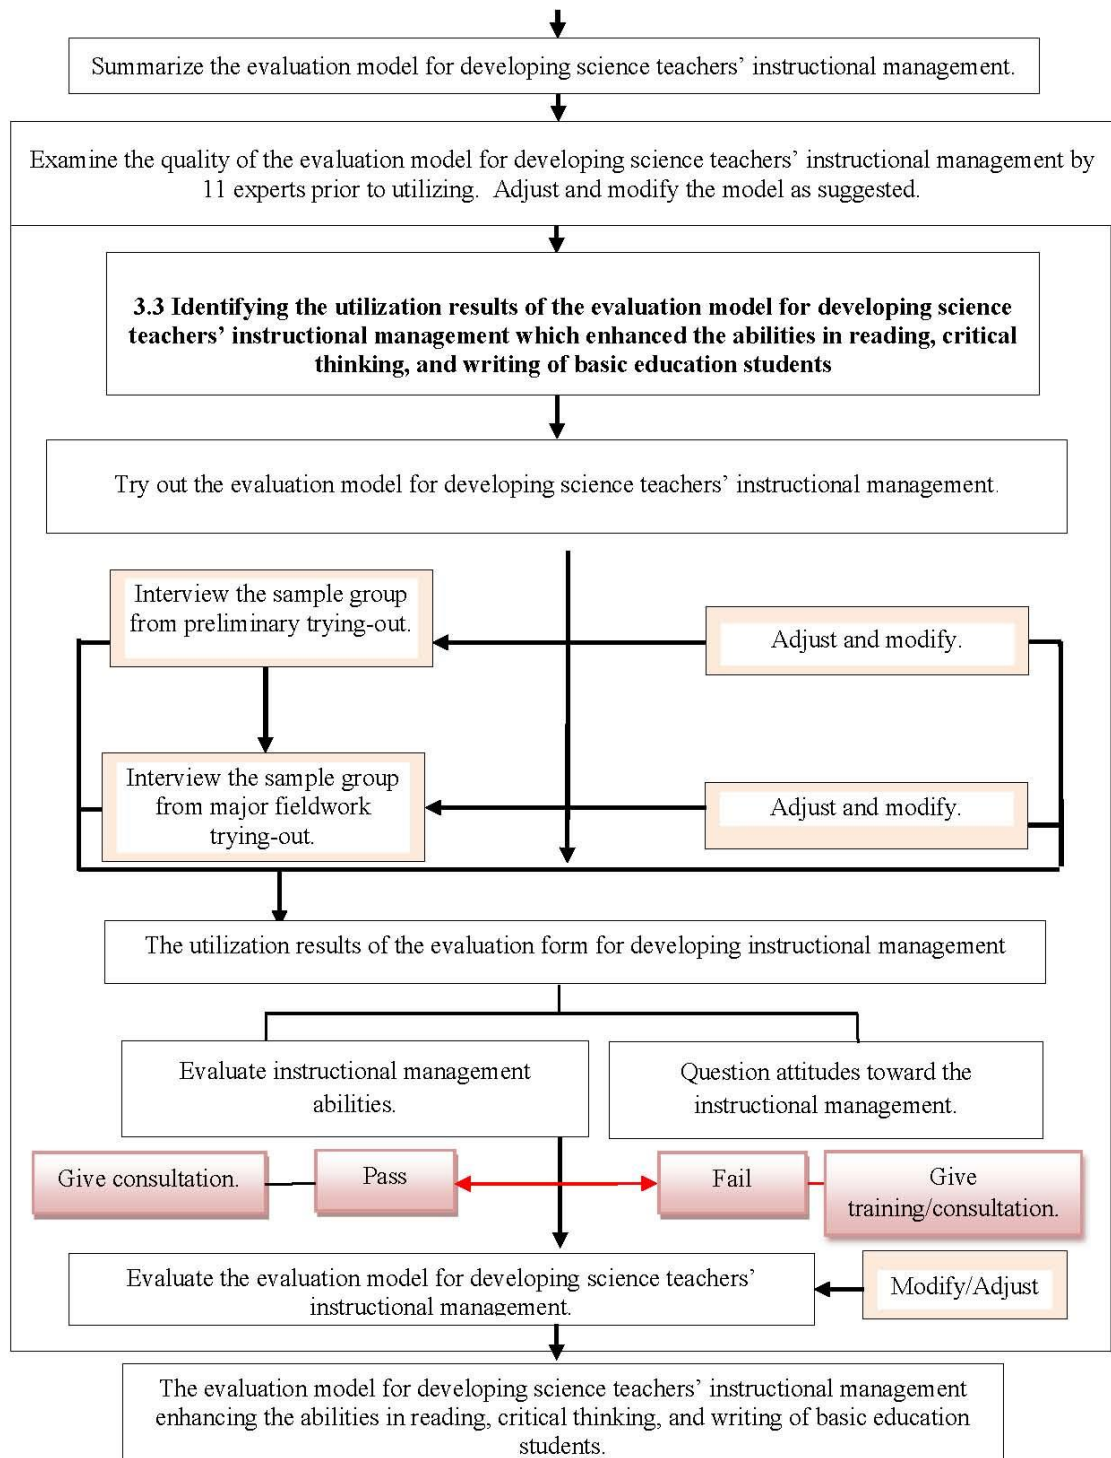 Summarize the evaluation model for developing science teachers’ instructional management.
Examine the quality of the evaluation model for developing science teachers’ instructional management by
11 experts prior to utilizing.  Adjust and modify the model as suggested.
3.3 Identifying the utilization results of the evaluation model for developing science
teachers’ instructional management which enhanced the abilities in reading, critical
thinking, and writing of basic education students
Try out the evaluation model for developing science teachers’ instructional management.
Interview the sample group
from preliminary trying-out.
Adjust and modify.
Interview the sample group
from major fieldwork
trying-out.
Adjust and modify.
The utilization results of the evaluation form for developing instructional management
Evaluate instructional management
abilities.
Question attitudes toward the
instructional management.
Give consultation.
Pass
Fail
Give
training/consultation.
Evaluate the evaluation model for developing science teachers’
instructional management.
Modify/Adjust
The evaluation model for developing science teachers’ instructional management
enhancing the abilities in reading, critical thinking, and writing of basic education
students.